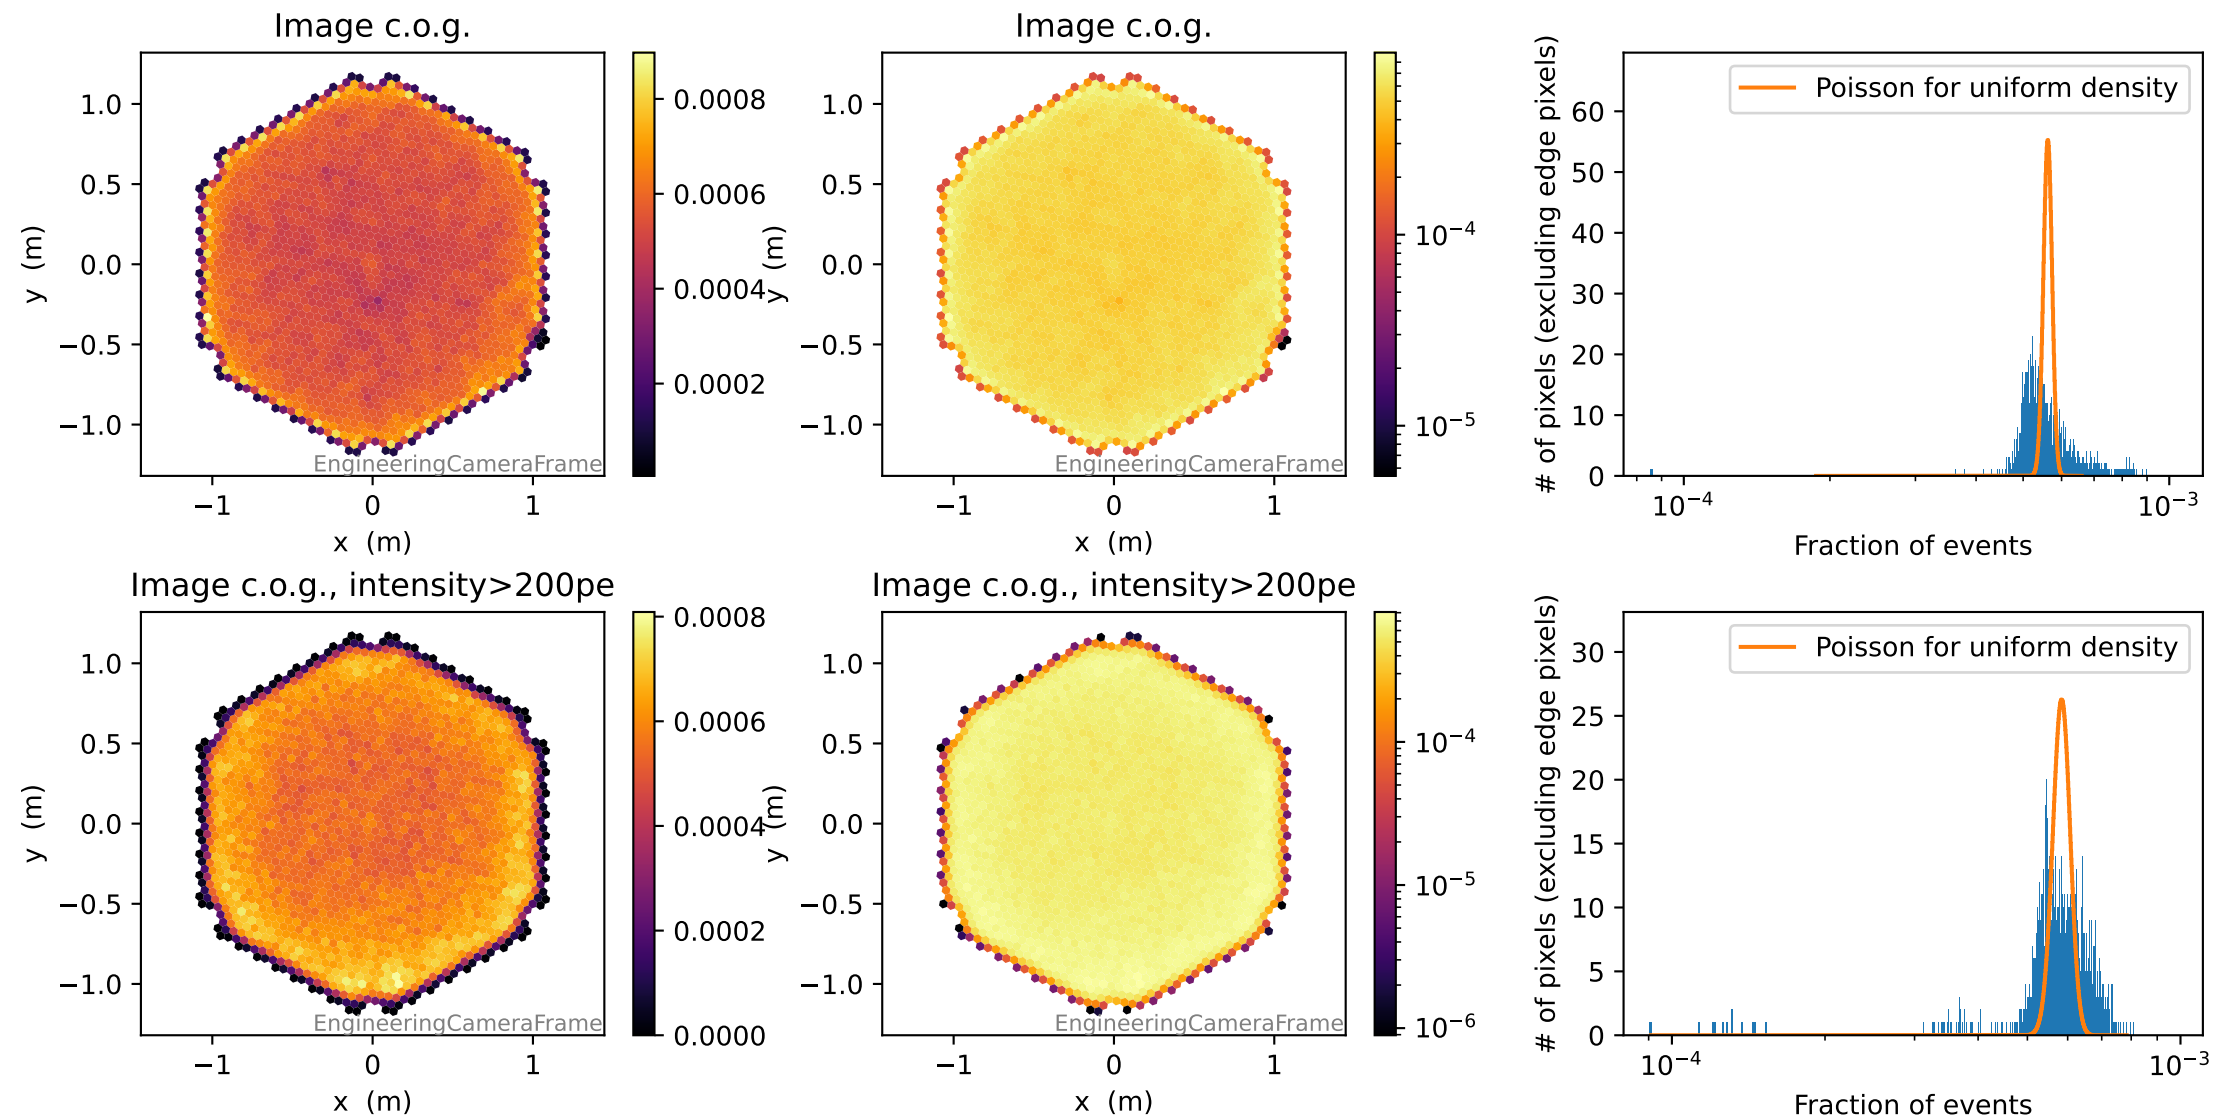 Image c.o.g.
y (m)
1.0
0.5
0.0
−0.5
−1.0
−1
0
1
x (m)
EngineeringCameraFrame
0.0008
0.0006
0.0004
0.0002
Image c.o.g.
y (m)
1.0
0.5
0.0
−0.5
−1.0
−1
0
1
x (m)
EngineeringCameraFrame
10−4
10−5
# of pixels (excluding edge pixels)
60
50
40
30
20
10
0
Poisson for uniform density
10−4
10−3
Fraction of events
Image c.o.g., intensity>200pe
y (m)
1.0
0.5
0.0
−0.5
−1.0
−1
0
1
x (m)
EngineeringCameraFrame
0.0008
0.0006
0.0004
0.0002
0.0000
Image c.o.g., intensity>200pe
y (m)
1.0
0.5
0.0
−0.5
−1.0
−1
0
1
x (m)
EngineeringCameraFrame
10−4
10−5
10−6
# of pixels (excluding edge pixels)
30
25
20
15
10
5
0
Poisson for uniform density
10−4
10−3
Fraction of events